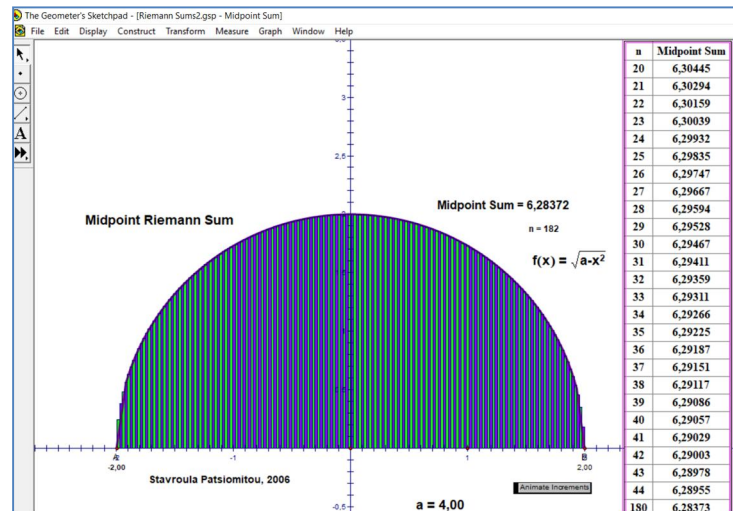 The Geometer's Sketchpad - [Riemann Sums2.gsp - Midpoint Sum]
File Edit Display Construct Transform Measure Graph Window Help
3
2,5
Midpoint Riemann Sum
Midpoint Sum = 6,28372
n = 182
f(x) = √a-x²
-2,00
-1
2,00
Stavroula Patsiomitou, 2006
Animate Increments
-0,5
a = 4,00
A
n Midpoint Sum
20 6,30445
21 6,30294
22 6,30159
23 6,30039
24 6,29932
25 6,29835
26 6,29747
27 6,29667
28 6,29594
29 6,29528
30 6,29467
31 6,29411
32 6,29359
33 6,29311
34 6,29266
35 6,29225
36 6,29187
37 6,29151
38 6,29117
39 6,29086
40 6,29057
41 6,29029
42 6,29003
43 6,28978
44 6,28955
180 6,28373